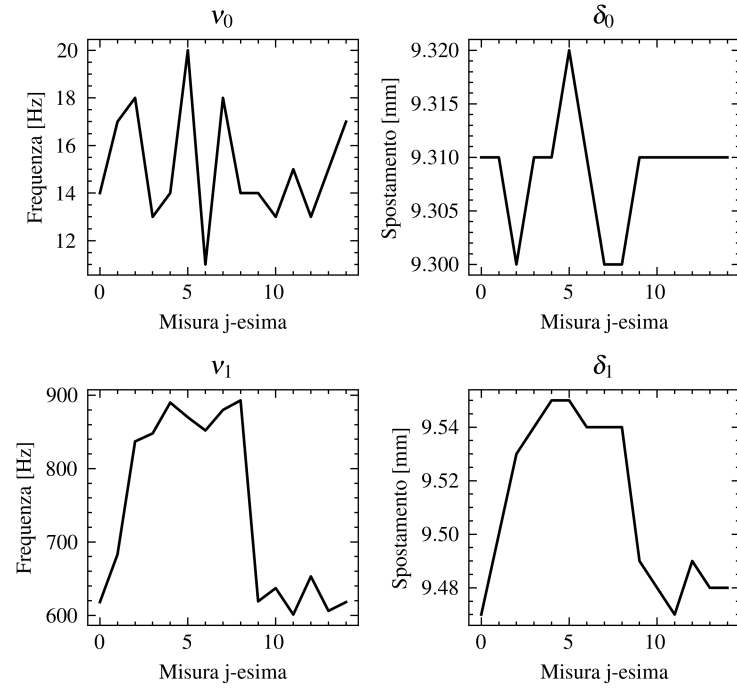 ν₀
20
18
16
14
12
Frequenza [Hz]
0 5 10
Misura j-esima
δ₀
9.320
9.315
9.310
9.305
9.300
Spostamento [mm]
0 5 10
Misura j-esima
ν₁
900
800
700
600
Frequenza [Hz]
0 5 10
Misura j-esima
δ₁
9.54
9.52
9.50
9.48
Spostamento [mm]
0 5 10
Misura j-esima